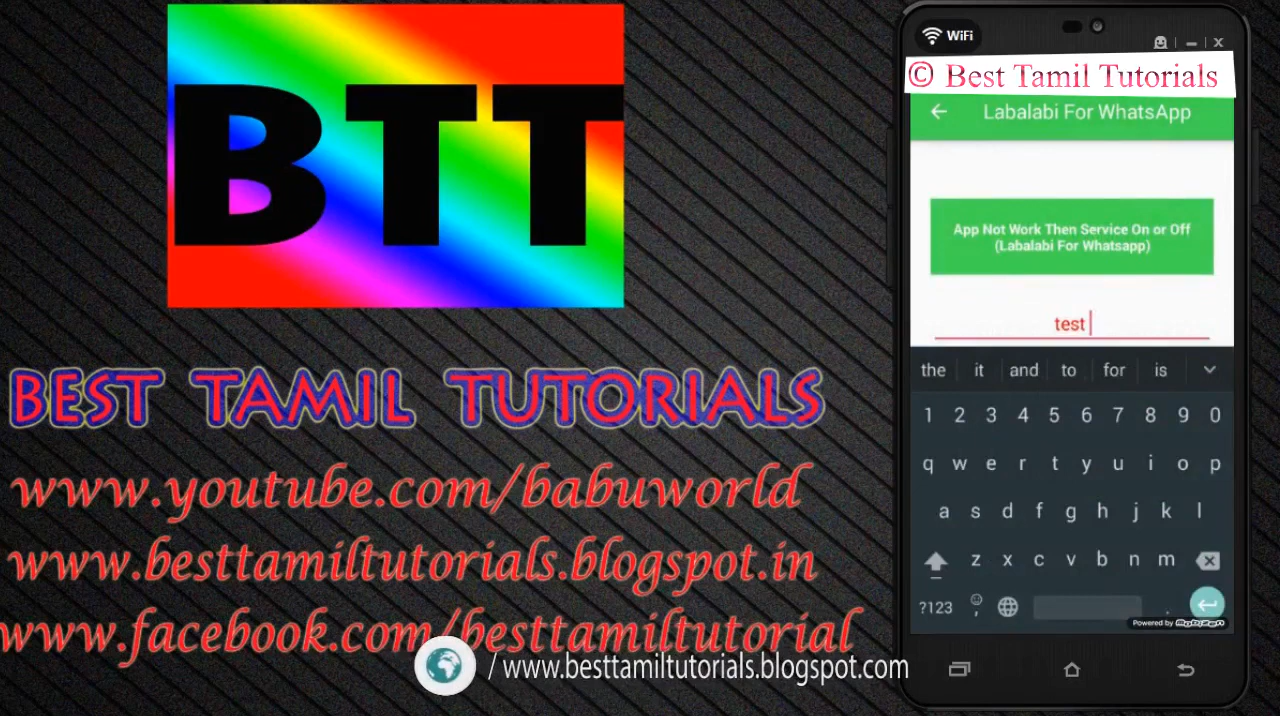 BTT
BEST TAMIL TUTORIALS
www.youtube.com/babuworld
www.besttamiltutorials.blogspot.in
www.facebook.com/besttamiltutorial
/ www.besttamiltutorials.blogspot.com
WiFi
© Best Tamil Tutorials
Labalabi For WhatsApp
App Not Work Then Service On or Off
(Labalabi For Whatsapp)
test
the it and to for is
1 2 3 4 5 6 7 8 9 0
q w e r t y u i o p
a s d f g h j k l
z x c v b n m
?123 , .
Powered by Mobizen